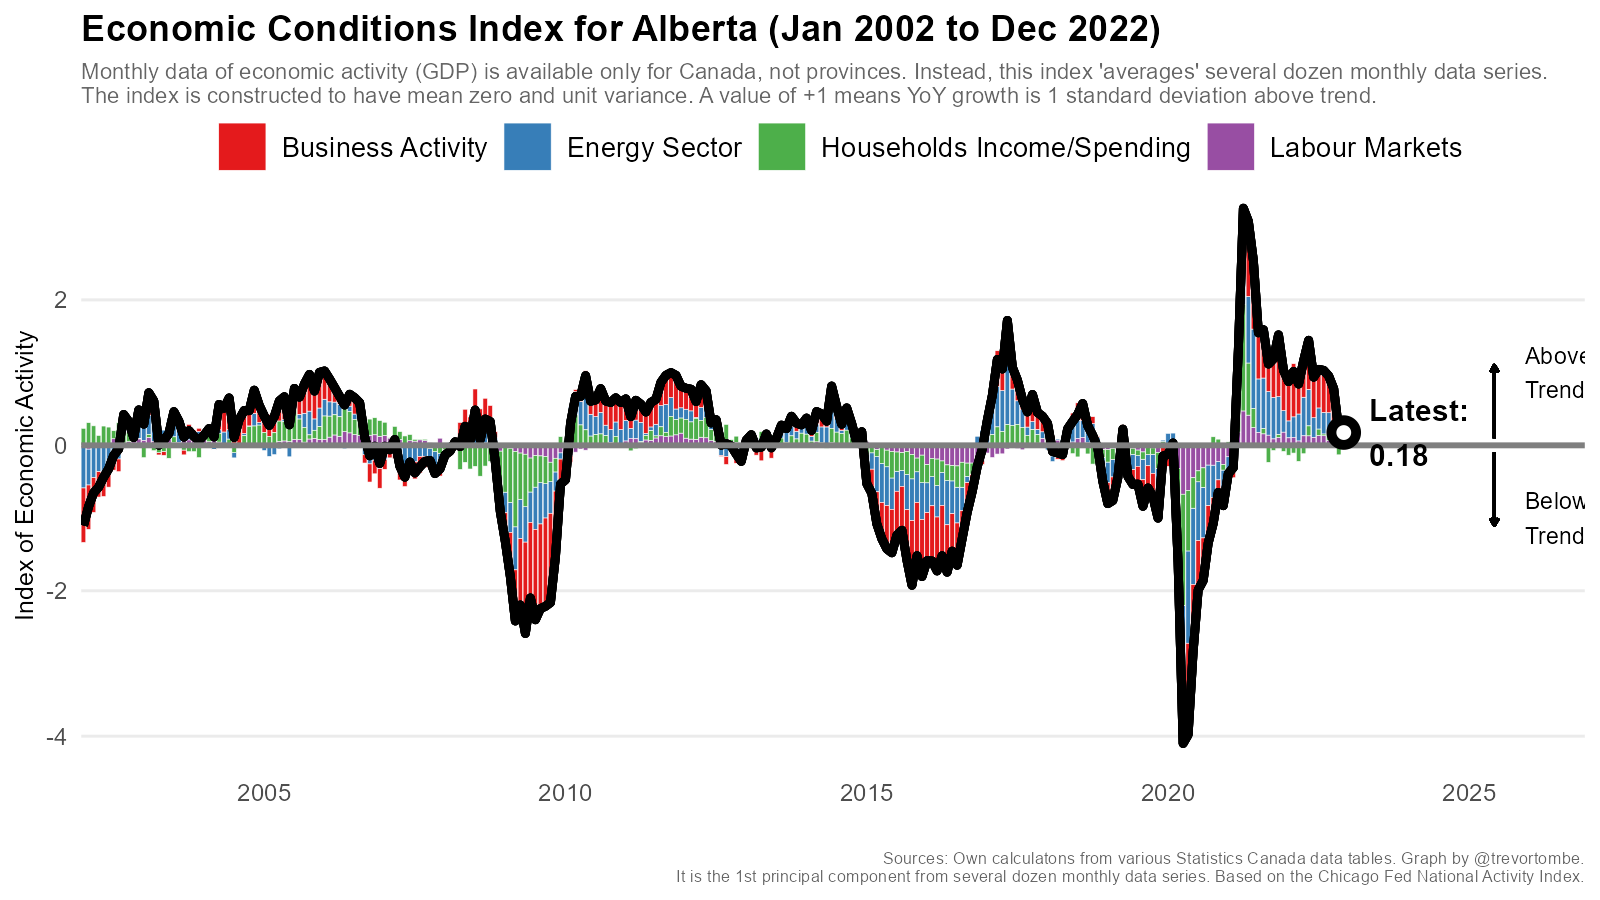 Economic Conditions Index for Alberta (Jan 2002 to Dec 2022)
Monthly data of economic activity (GDP) is available only for Canada, not provinces. Instead, this index 'averages' several dozen monthly data series.
The index is constructed to have mean zero and unit variance. A value of +1 means YoY growth is 1 standard deviation above trend.
Business Activity
Energy Sector
Households Income/Spending
Labour Markets
Index of Economic Activity
2
0
-2
-4
Above
Trend
Latest:
0.18
Below
Trend
2005
2010
2015
2020
2025
Sources: Own calculatons from various Statistics Canada data tables. Graph by @trevortombe.
It is the 1st principal component from several dozen monthly data series. Based on the Chicago Fed National Activity Index.